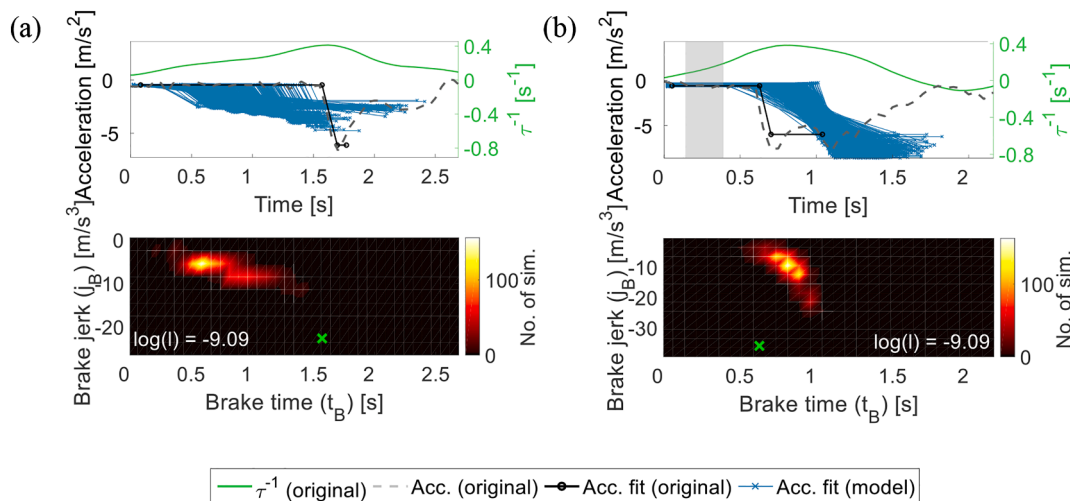 (a)
(b)
Acceleration [m/s²]
0
-5
0.4
0
-0.4
-0.8
τ⁻¹ [s⁻¹]
0 0.5 1 1.5 2 2.5
Time [s]
Acceleration [m/s²]
0
-5
0.4
0
-0.4
-0.8
τ⁻¹ [s⁻¹]
0 0.5 1 1.5 2
Time [s]
Brake jerk (j_B) [m/s³]
0
-10
-20
log(l) = -9.09
0 0.5 1 1.5 2 2.5
Brake time (t_B) [s]
100
0
No. of sim.
Brake jerk (j_B) [m/s³]
0
-10
-20
-30
log(l) = -9.09
0 0.5 1 1.5 2
Brake time (t_B) [s]
100
0
No. of sim.
τ⁻¹ (original) Acc. (original) Acc. fit (original) Acc. fit (model)